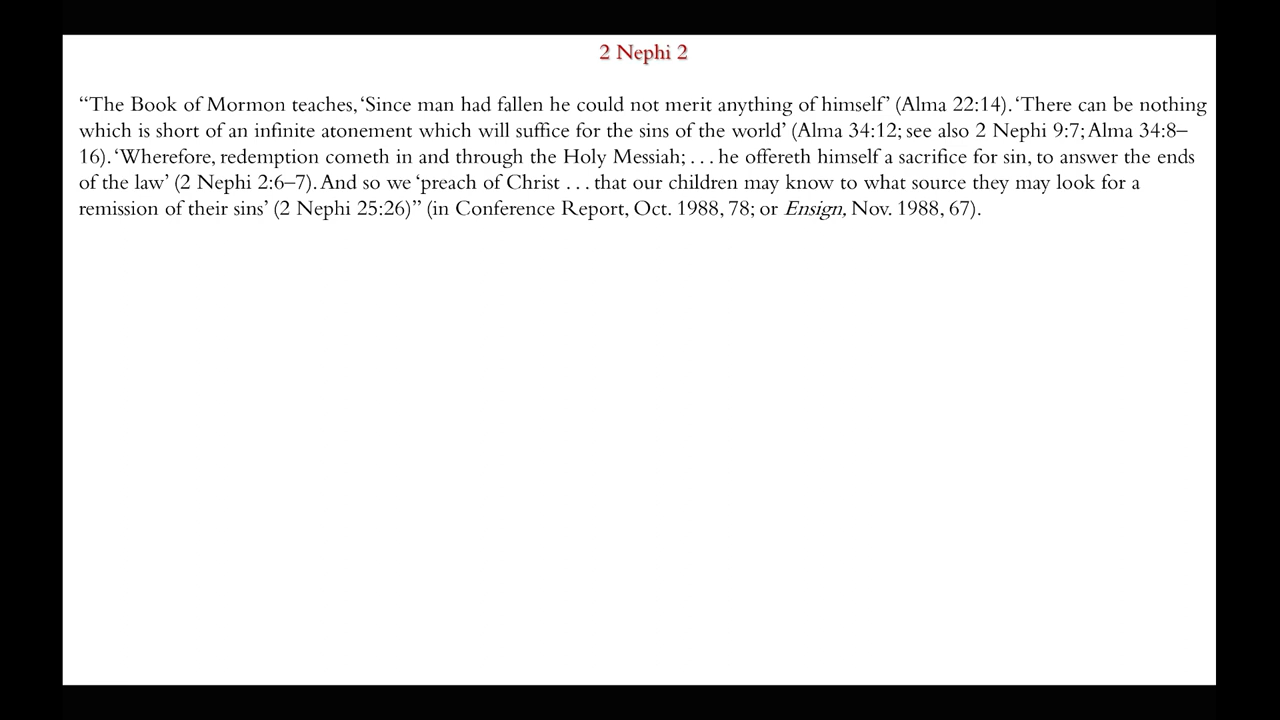 2 Nephi 2
“The Book of Mormon teaches, ‘Since man had fallen he could not merit anything of himself’ (Alma 22:14). ‘There can be nothing
which is short of an infinite atonement which will suffice for the sins of the world’ (Alma 34:12; see also 2 Nephi 9:7; Alma 34:8–
16). ‘Wherefore, redemption cometh in and through the Holy Messiah; . . . he offereth himself a sacrifice for sin, to answer the ends
of the law’ (2 Nephi 2:6–7). And so we ‘preach of Christ . . . that our children may know to what source they may look for a
remission of their sins’ (2 Nephi 25:26)” (in Conference Report, Oct. 1988, 78; or Ensign, Nov. 1988, 67).